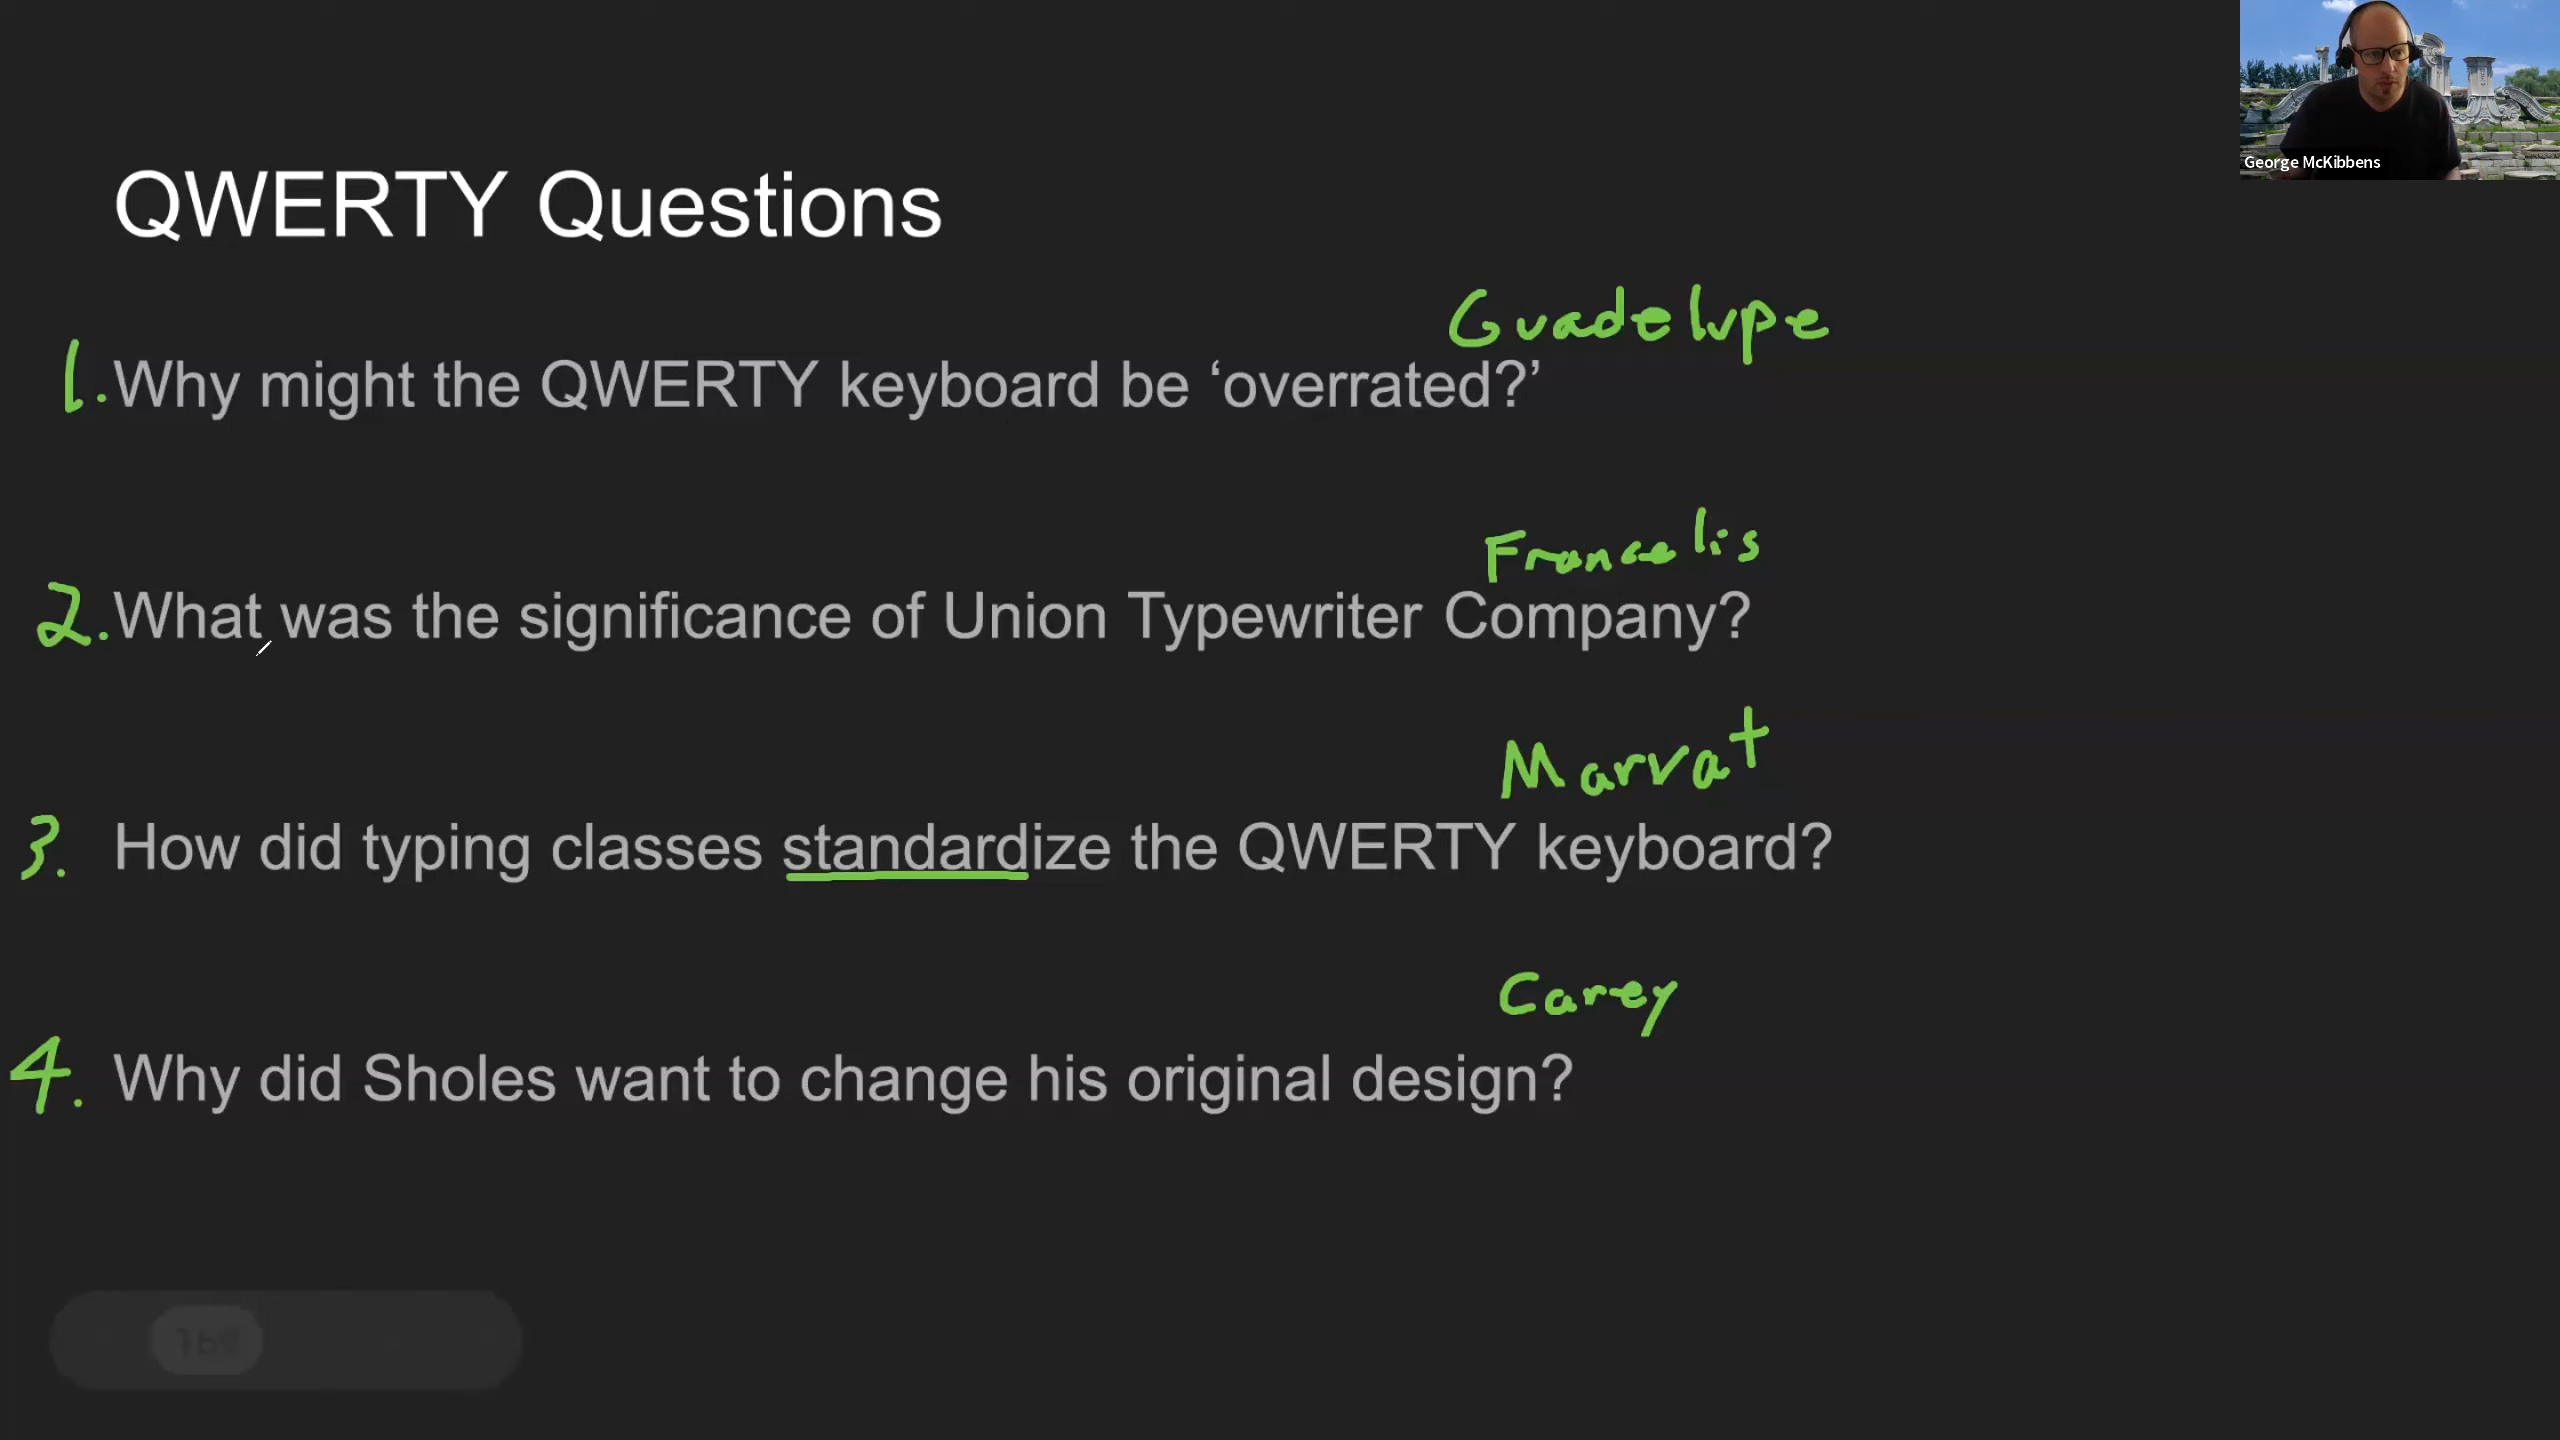 George McKibbens
QWERTY Questions
Guadelupe
1. Why might the QWERTY keyboard be ‘overrated?’
Francelis
2. What was the significance of Union Typewriter Company?
Marvat
3. How did typing classes standardize the QWERTY keyboard?
Carey
4. Why did Sholes want to change his original design?